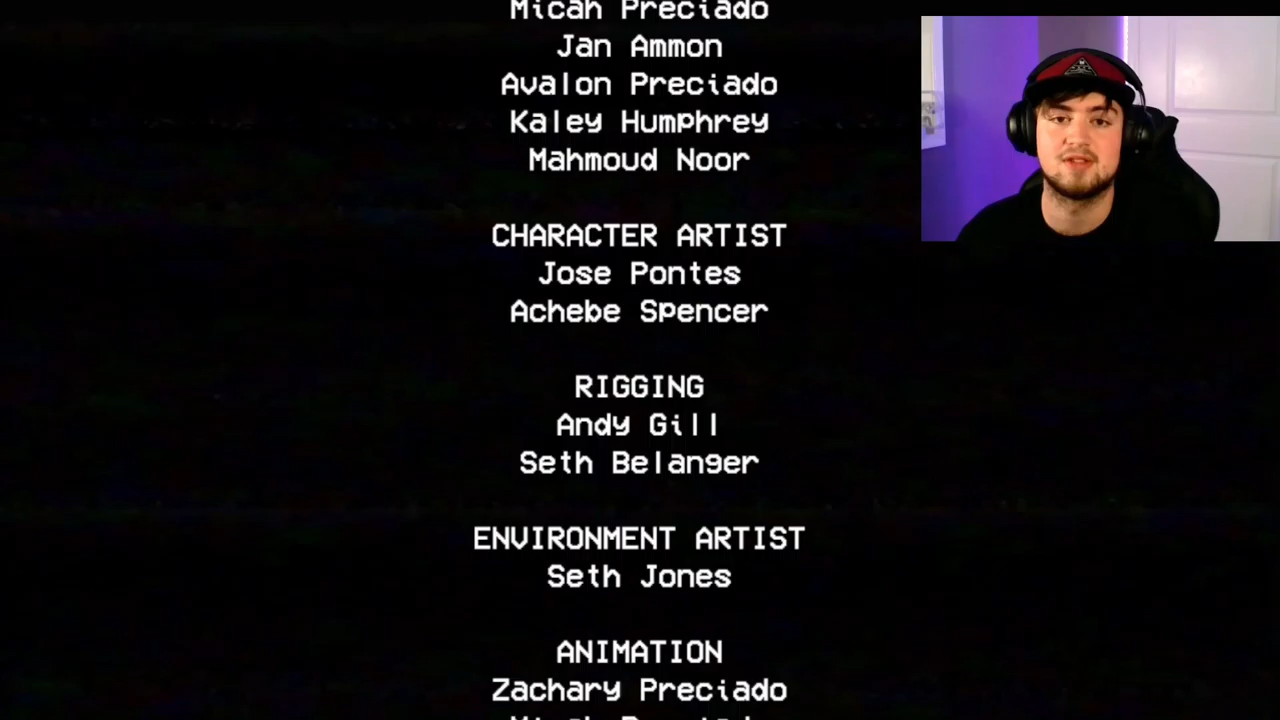 Micah Preciado
Jan Ammon
Avalon Preciado
Kaley Humphrey
Mahmoud Noor
CHARACTER ARTIST
Jose Pontes
Achebe Spencer
RIGGING
Andy Gill
Seth Belanger
ENVIRONMENT ARTIST
Seth Jones
ANIMATION
Zachary Preciado